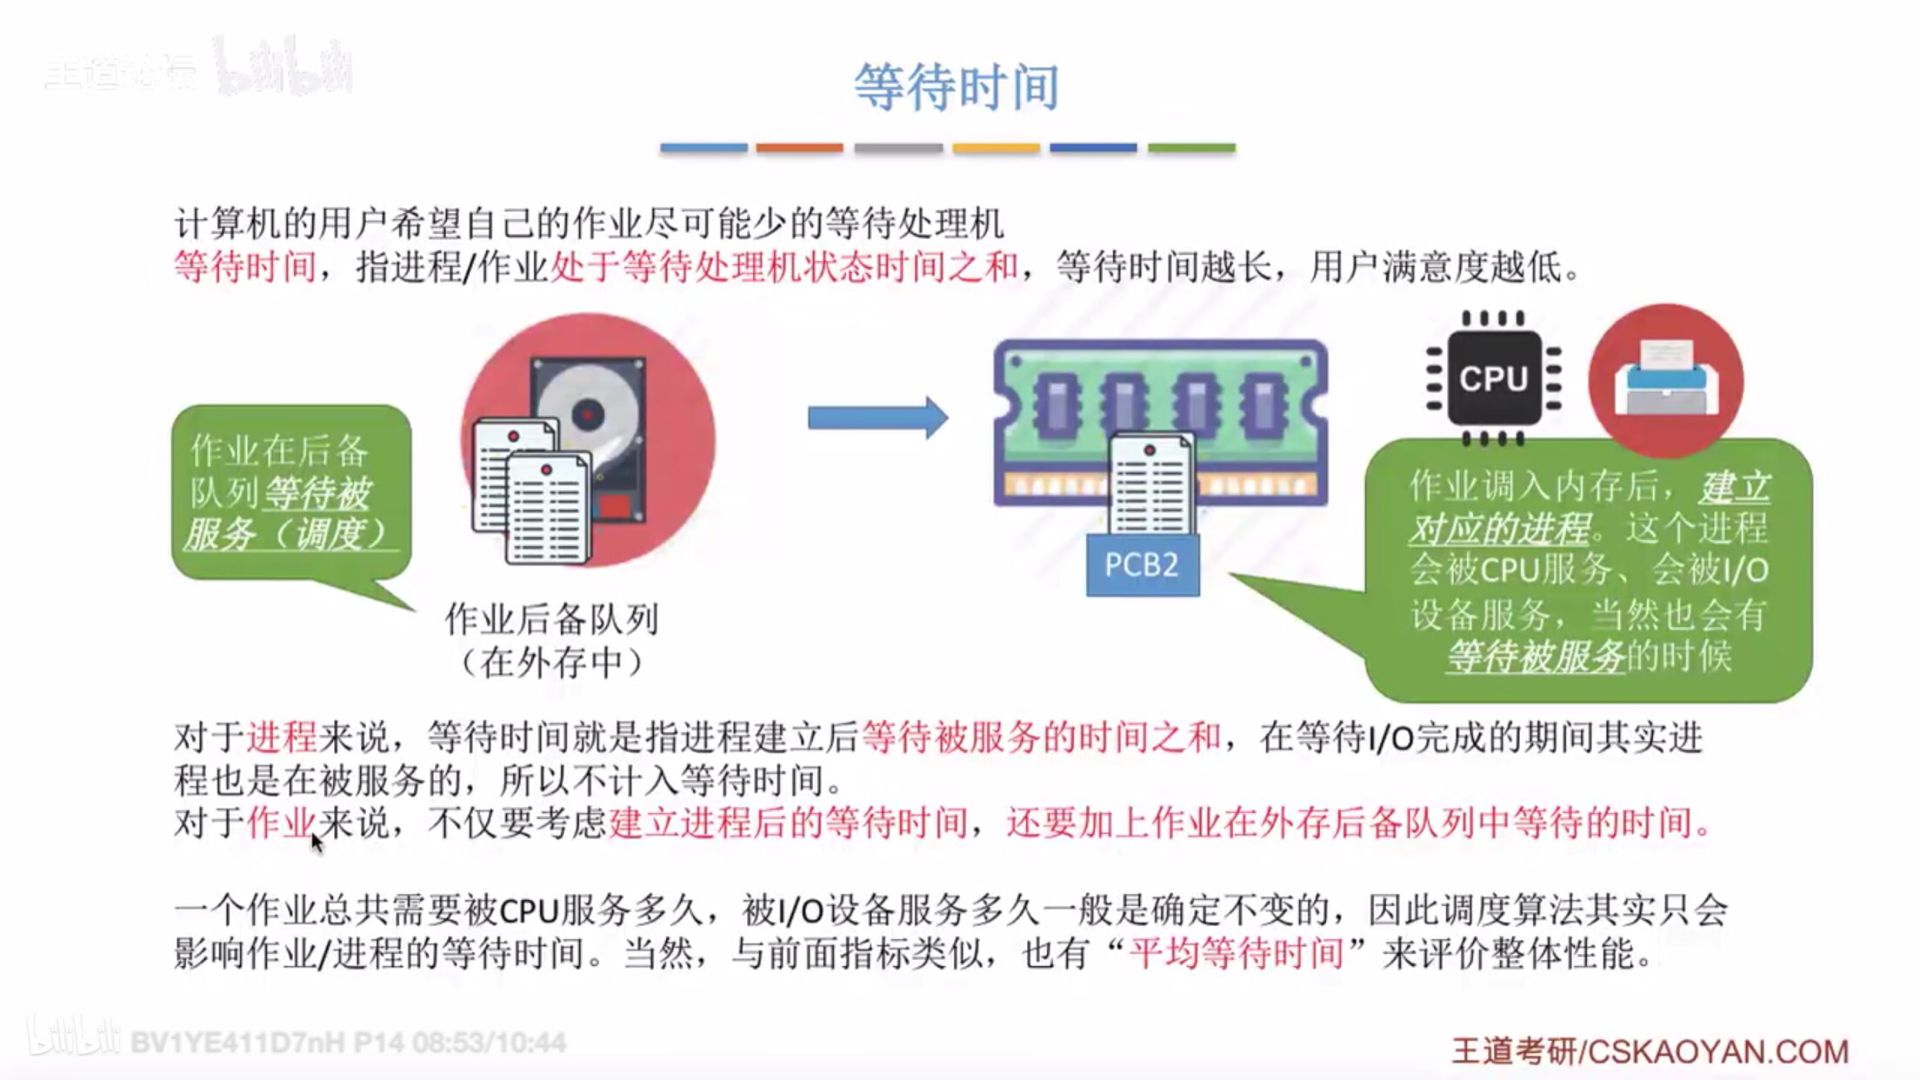 王道论坛 bilibili
等待时间
计算机的用户希望自己的作业尽可能少的等待处理机
等待时间，指进程/作业处于等待处理机状态时间之和，等待时间越长，用户满意度越低。
作业在后备
队列等待被
服务（调度）
作业后备队列
（在外存中）
PCB2
CPU
作业调入内存后，建立
对应的进程。这个进程
会被CPU服务、会被I/O
设备服务，当然也会有
等待被服务的时候
对于进程来说，等待时间就是指进程建立后等待被服务的时间之和，在等待I/O完成的期间其实进
程也是在被服务的，所以不计入等待时间。
对于作业来说，不仅要考虑建立进程后的等待时间，还要加上作业在外存后备队列中等待的时间。
一个作业总共需要被CPU服务多久，被I/O设备服务多久一般是确定不变的，因此调度算法其实只会
影响作业/进程的等待时间。当然，与前面指标类似，也有“平均等待时间”来评价整体性能。
bilibili BV1YE411D7nH P14 08:53/10:44
王道考研/CSKAOYAN.COM